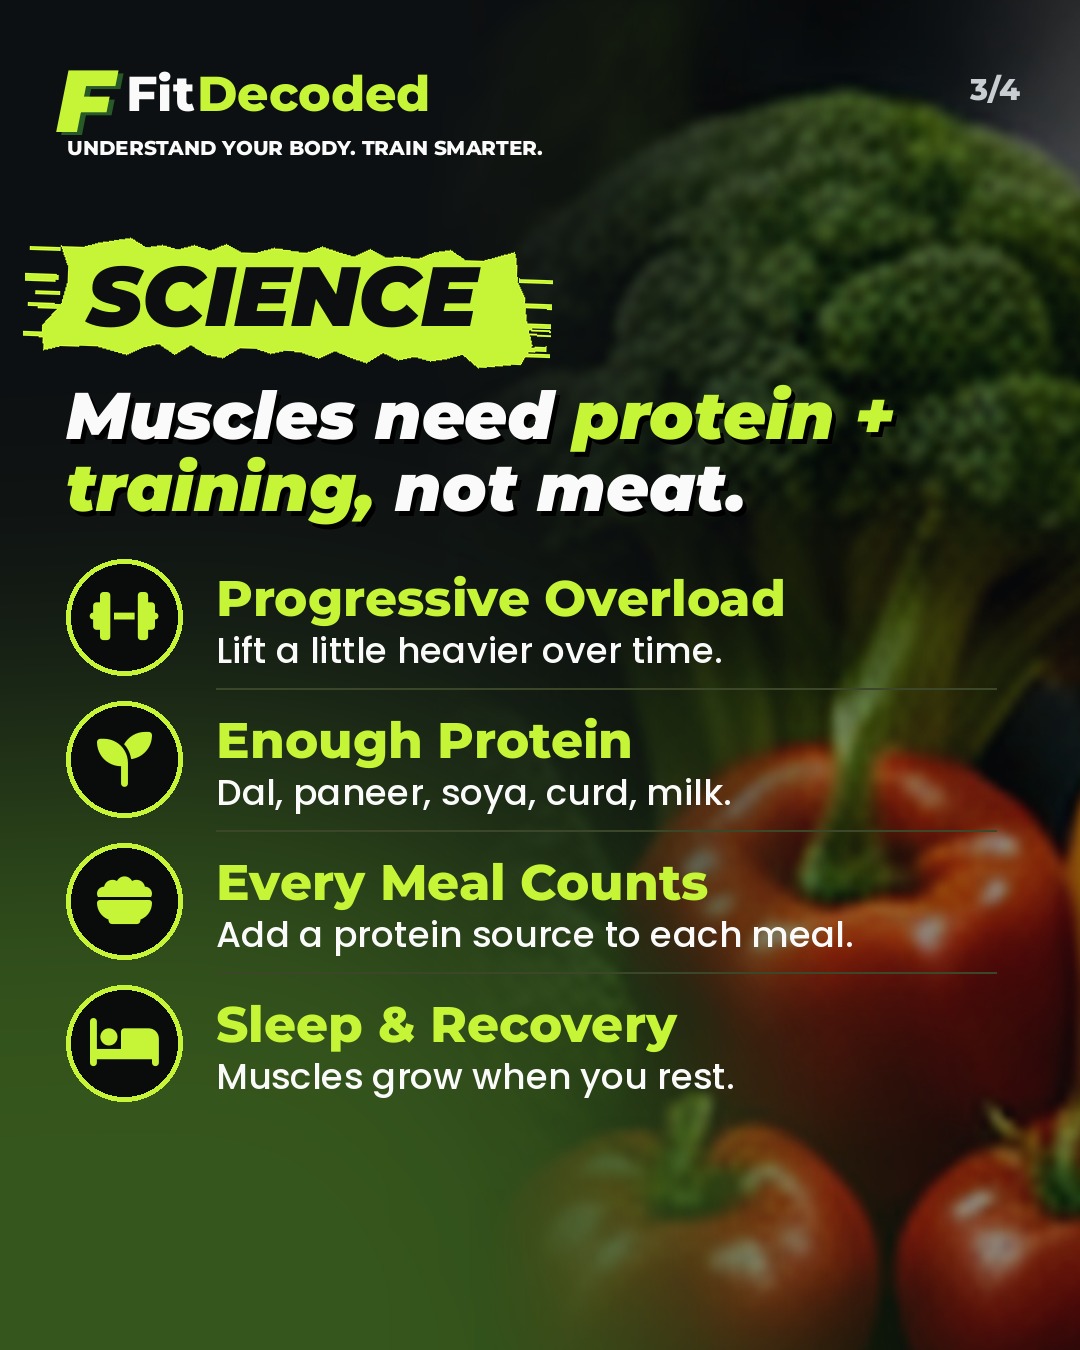 F FitDecoded
3/4
UNDERSTAND YOUR BODY. TRAIN SMARTER.
SCIENCE
Muscles need protein +
training, not meat.
Progressive Overload
Lift a little heavier over time.
Enough Protein
Dal, paneer, soya, curd, milk.
Every Meal Counts
Add a protein source to each meal.
Sleep & Recovery
Muscles grow when you rest.